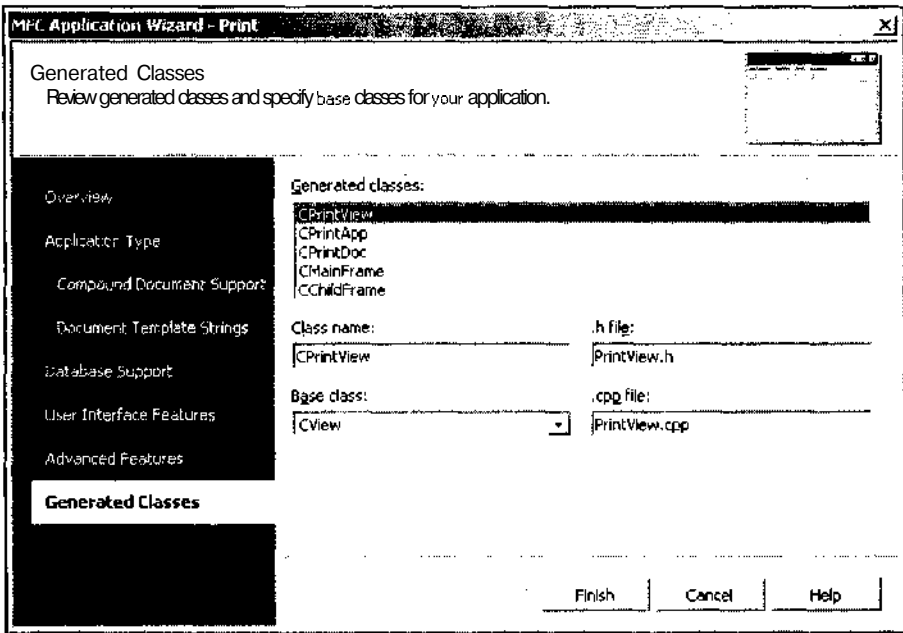 MFC Application Wizard - Print
Generated Classes
Review generated classes and specify base classes for your application.
Overview
Application Type
Compound Document Support
Document Template Strings
Database Support
User Interface Features
Advanced Features
Generated Classes
Generated classes:
CPrintView
CPrintApp
CPrintDoc
CMainFrame
CChildFrame
Class name:
.h file:
CPrintView
PrintView.h
Base class:
.cpp file:
CView
PrintView.cpp
Finish
Cancel
Help